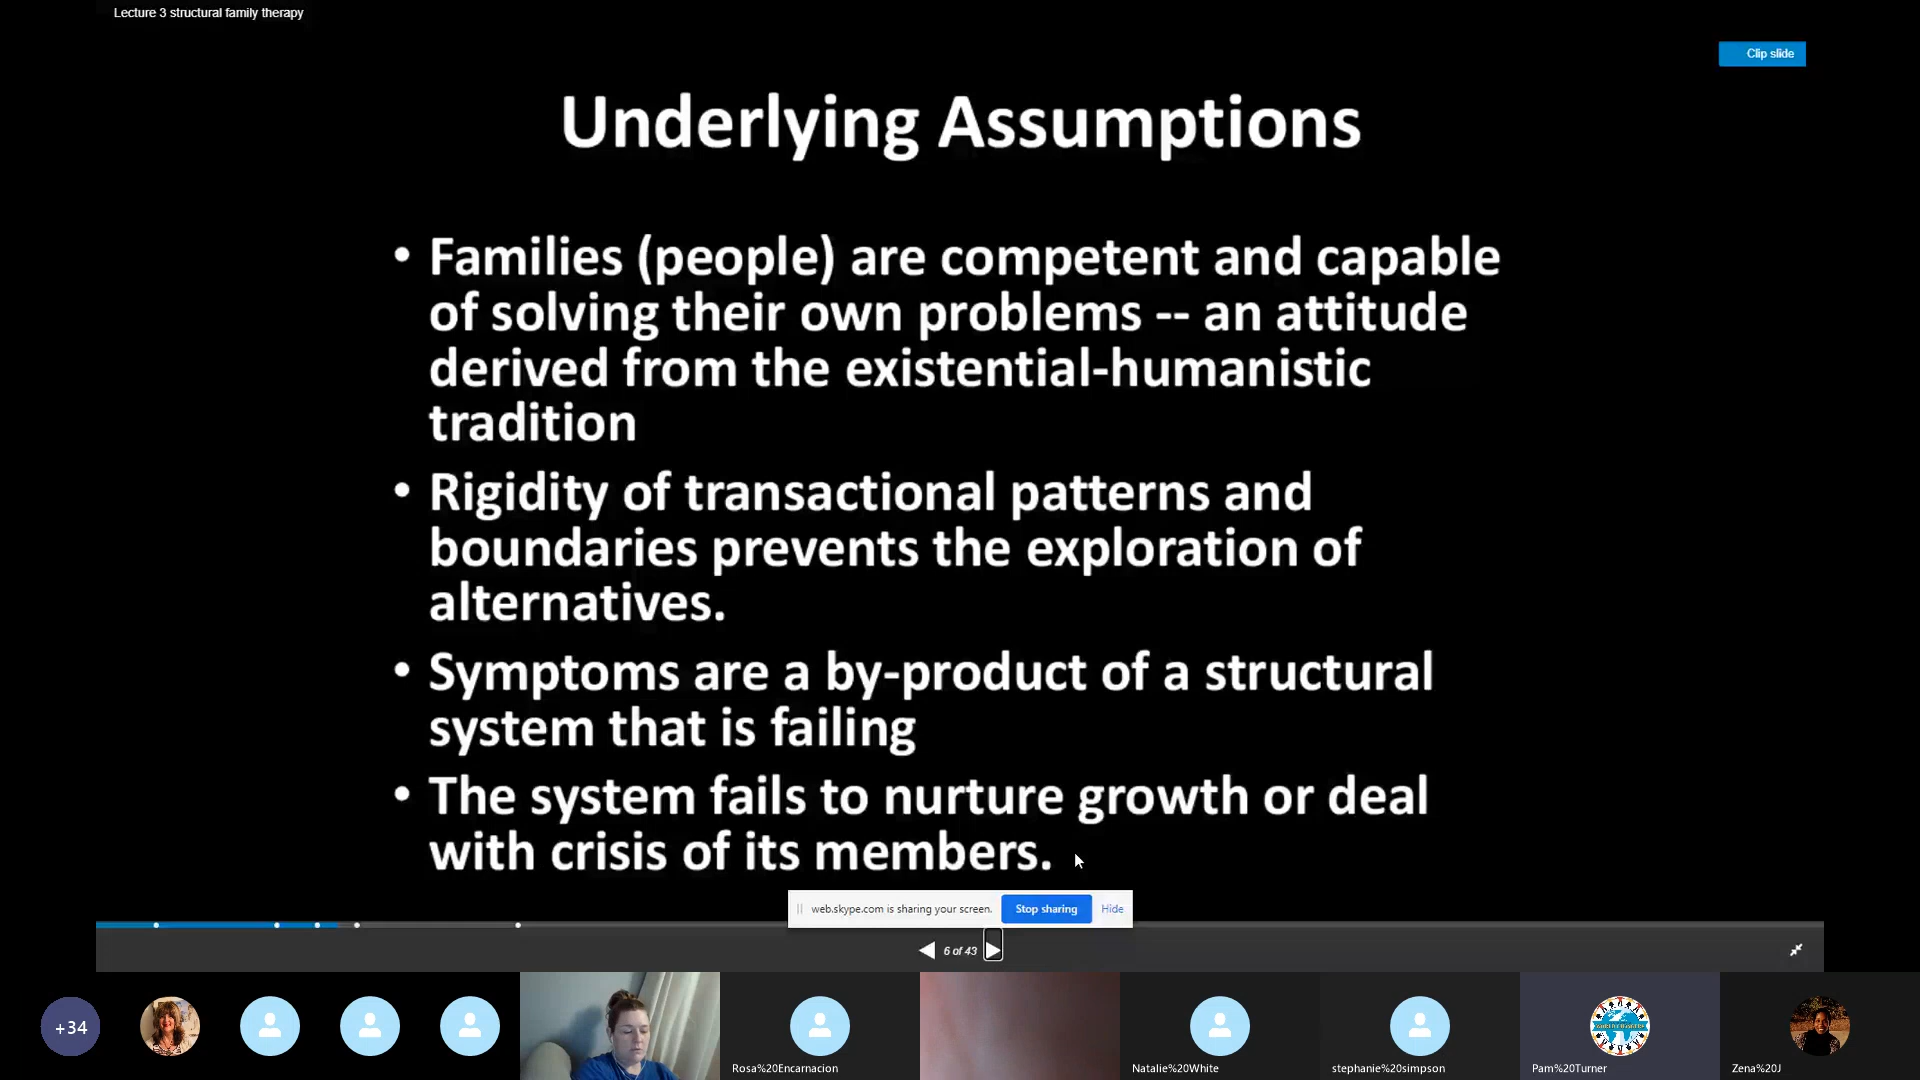 Lecture 3 structural family therapy
Clip slide
Underlying Assumptions
• Families (people) are competent and capable
of solving their own problems -- an attitude
derived from the existential-humanistic
tradition
• Rigidity of transactional patterns and
boundaries prevents the exploration of
alternatives.
• Symptoms are a by-product of a structural
system that is failing
• The system fails to nurture growth or deal
with crisis of its members.
web.skype.com is sharing your screen. Stop sharing Hide
6 of 43
+34
Rosa%20Encarnacion
Natalie%20White
stephanie%20simpson
Pam%20Turner
Zena%20J